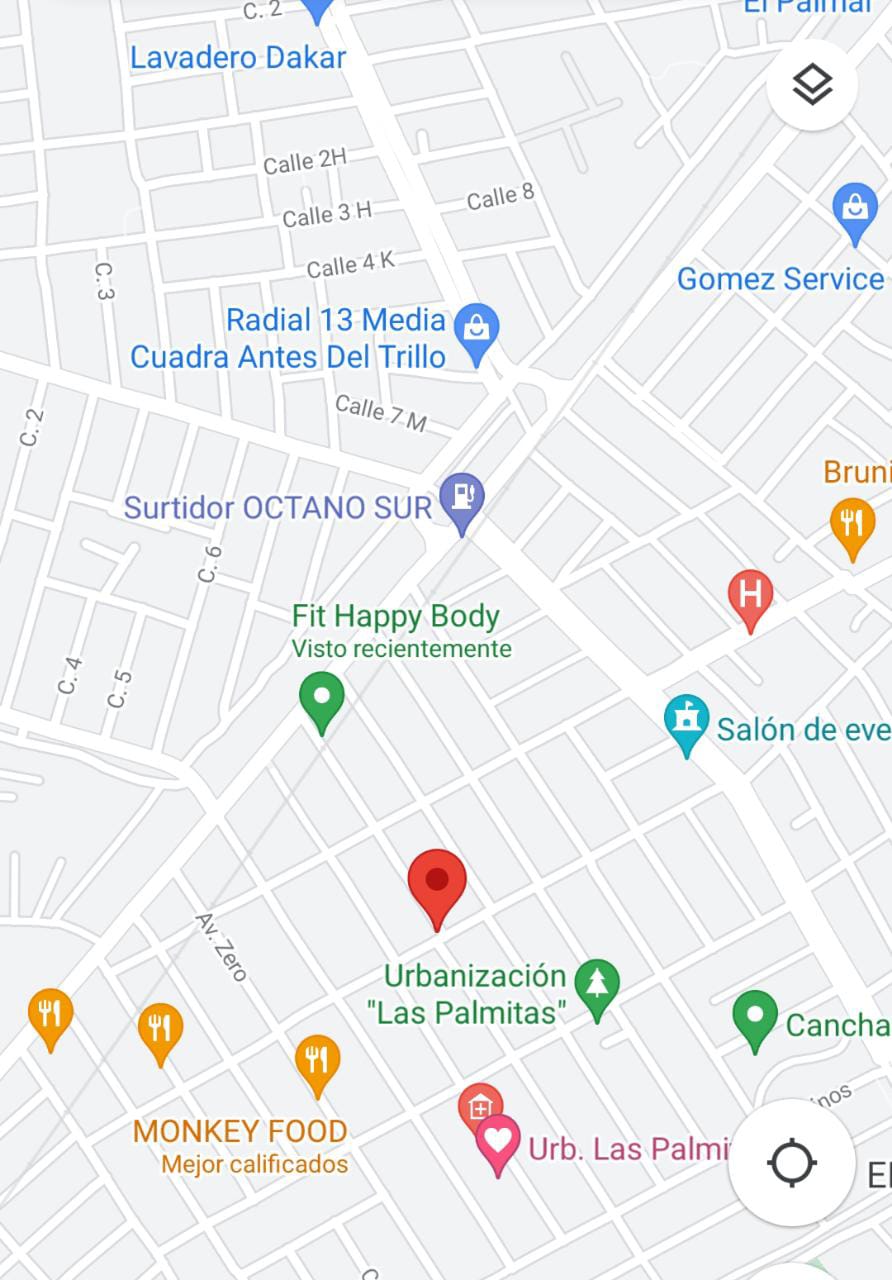 C. 2
El Palmar
Lavadero Dakar
Calle 2H
Calle 8
Calle 3 H
Calle 4 K
C. 3
Gomez Service
Radial 13 Media
Cuadra Antes Del Trillo
Calle 7 M
C. 2
Bruni
Surtidor OCTANO SUR
C. 6
H
Fit Happy Body
Visto recientemente
C. 4
C. 5
Salón de eve
Av. Zero
Urbanización
"Las Palmitas"
Cancha
MONKEY FOOD
Mejor calificados
Urb. Las Palmi